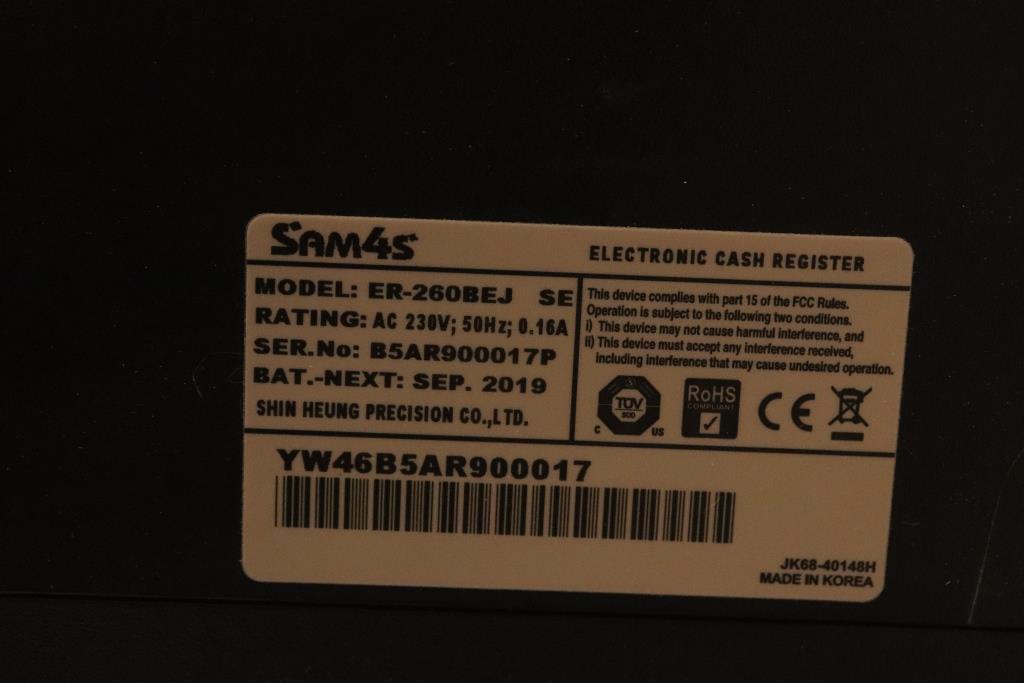 SAM4S
ELECTRONIC CASH REGISTER
MODEL: ER-260BEJ SE
RATING: AC 230V; 50Hz; 0.16A
SER.No: B5AR900017P
BAT.-NEXT: SEP. 2019
SHIN HEUNG PRECISION CO.,LTD.
This device complies with part 15 of the FCC Rules.
Operation is subject to the following two conditions.
i) This device may not cause harmful interference, and
ii) This device must accept any interference received,
including interference that may cause undesired operation.
TÜV
SÜD
C US
RoHS
COMPLIANT
CE
YW46B5AR900017
JK68-40148H
MADE IN KOREA